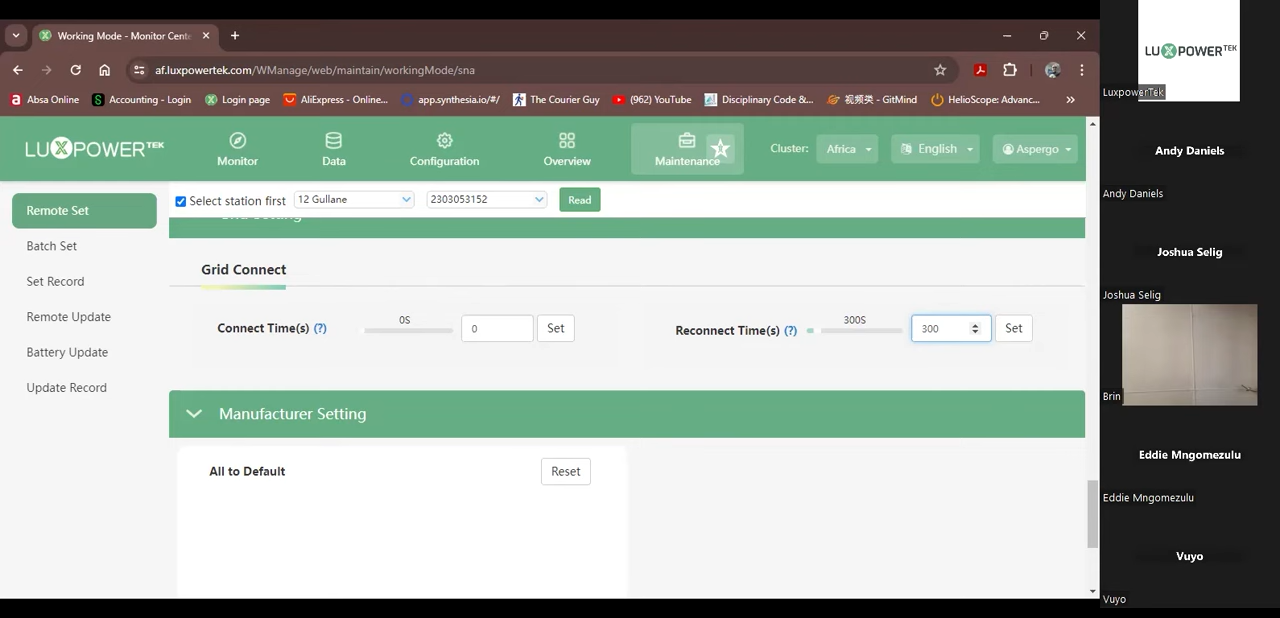 Working Mode - Monitor Cente
af.luxpowertek.com/WManage/web/maintain/workingMode/sna
Absa Online
Accounting - Login
Login page
AliExpress - Online...
app.synthesia.io/#/
The Courier Guy
(962) YouTube
Disciplinary Code &...
视频类 - GitMind
HelioScope: Advanc...
LUXPOWERTEK
Monitor
Data
Configuration
Overview
Maintenance
Cluster:
Africa
English
Aspergo
Select station first
12 Gullane
2303053152
Read
Remote Set
Batch Set
Set Record
Remote Update
Battery Update
Update Record
Grid Connect
Connect Time(s) (?)
0S
0
Set
Reconnect Time(s) (?)
300S
300
Set
Manufacturer Setting
All to Default
Reset
LUXPOWERTEK
LuxpowerTek
Andy Daniels
Andy Daniels
Joshua Selig
Joshua Selig
Brin
Eddie Mngomezulu
Eddie Mngomezulu
Vuyo
Vuyo